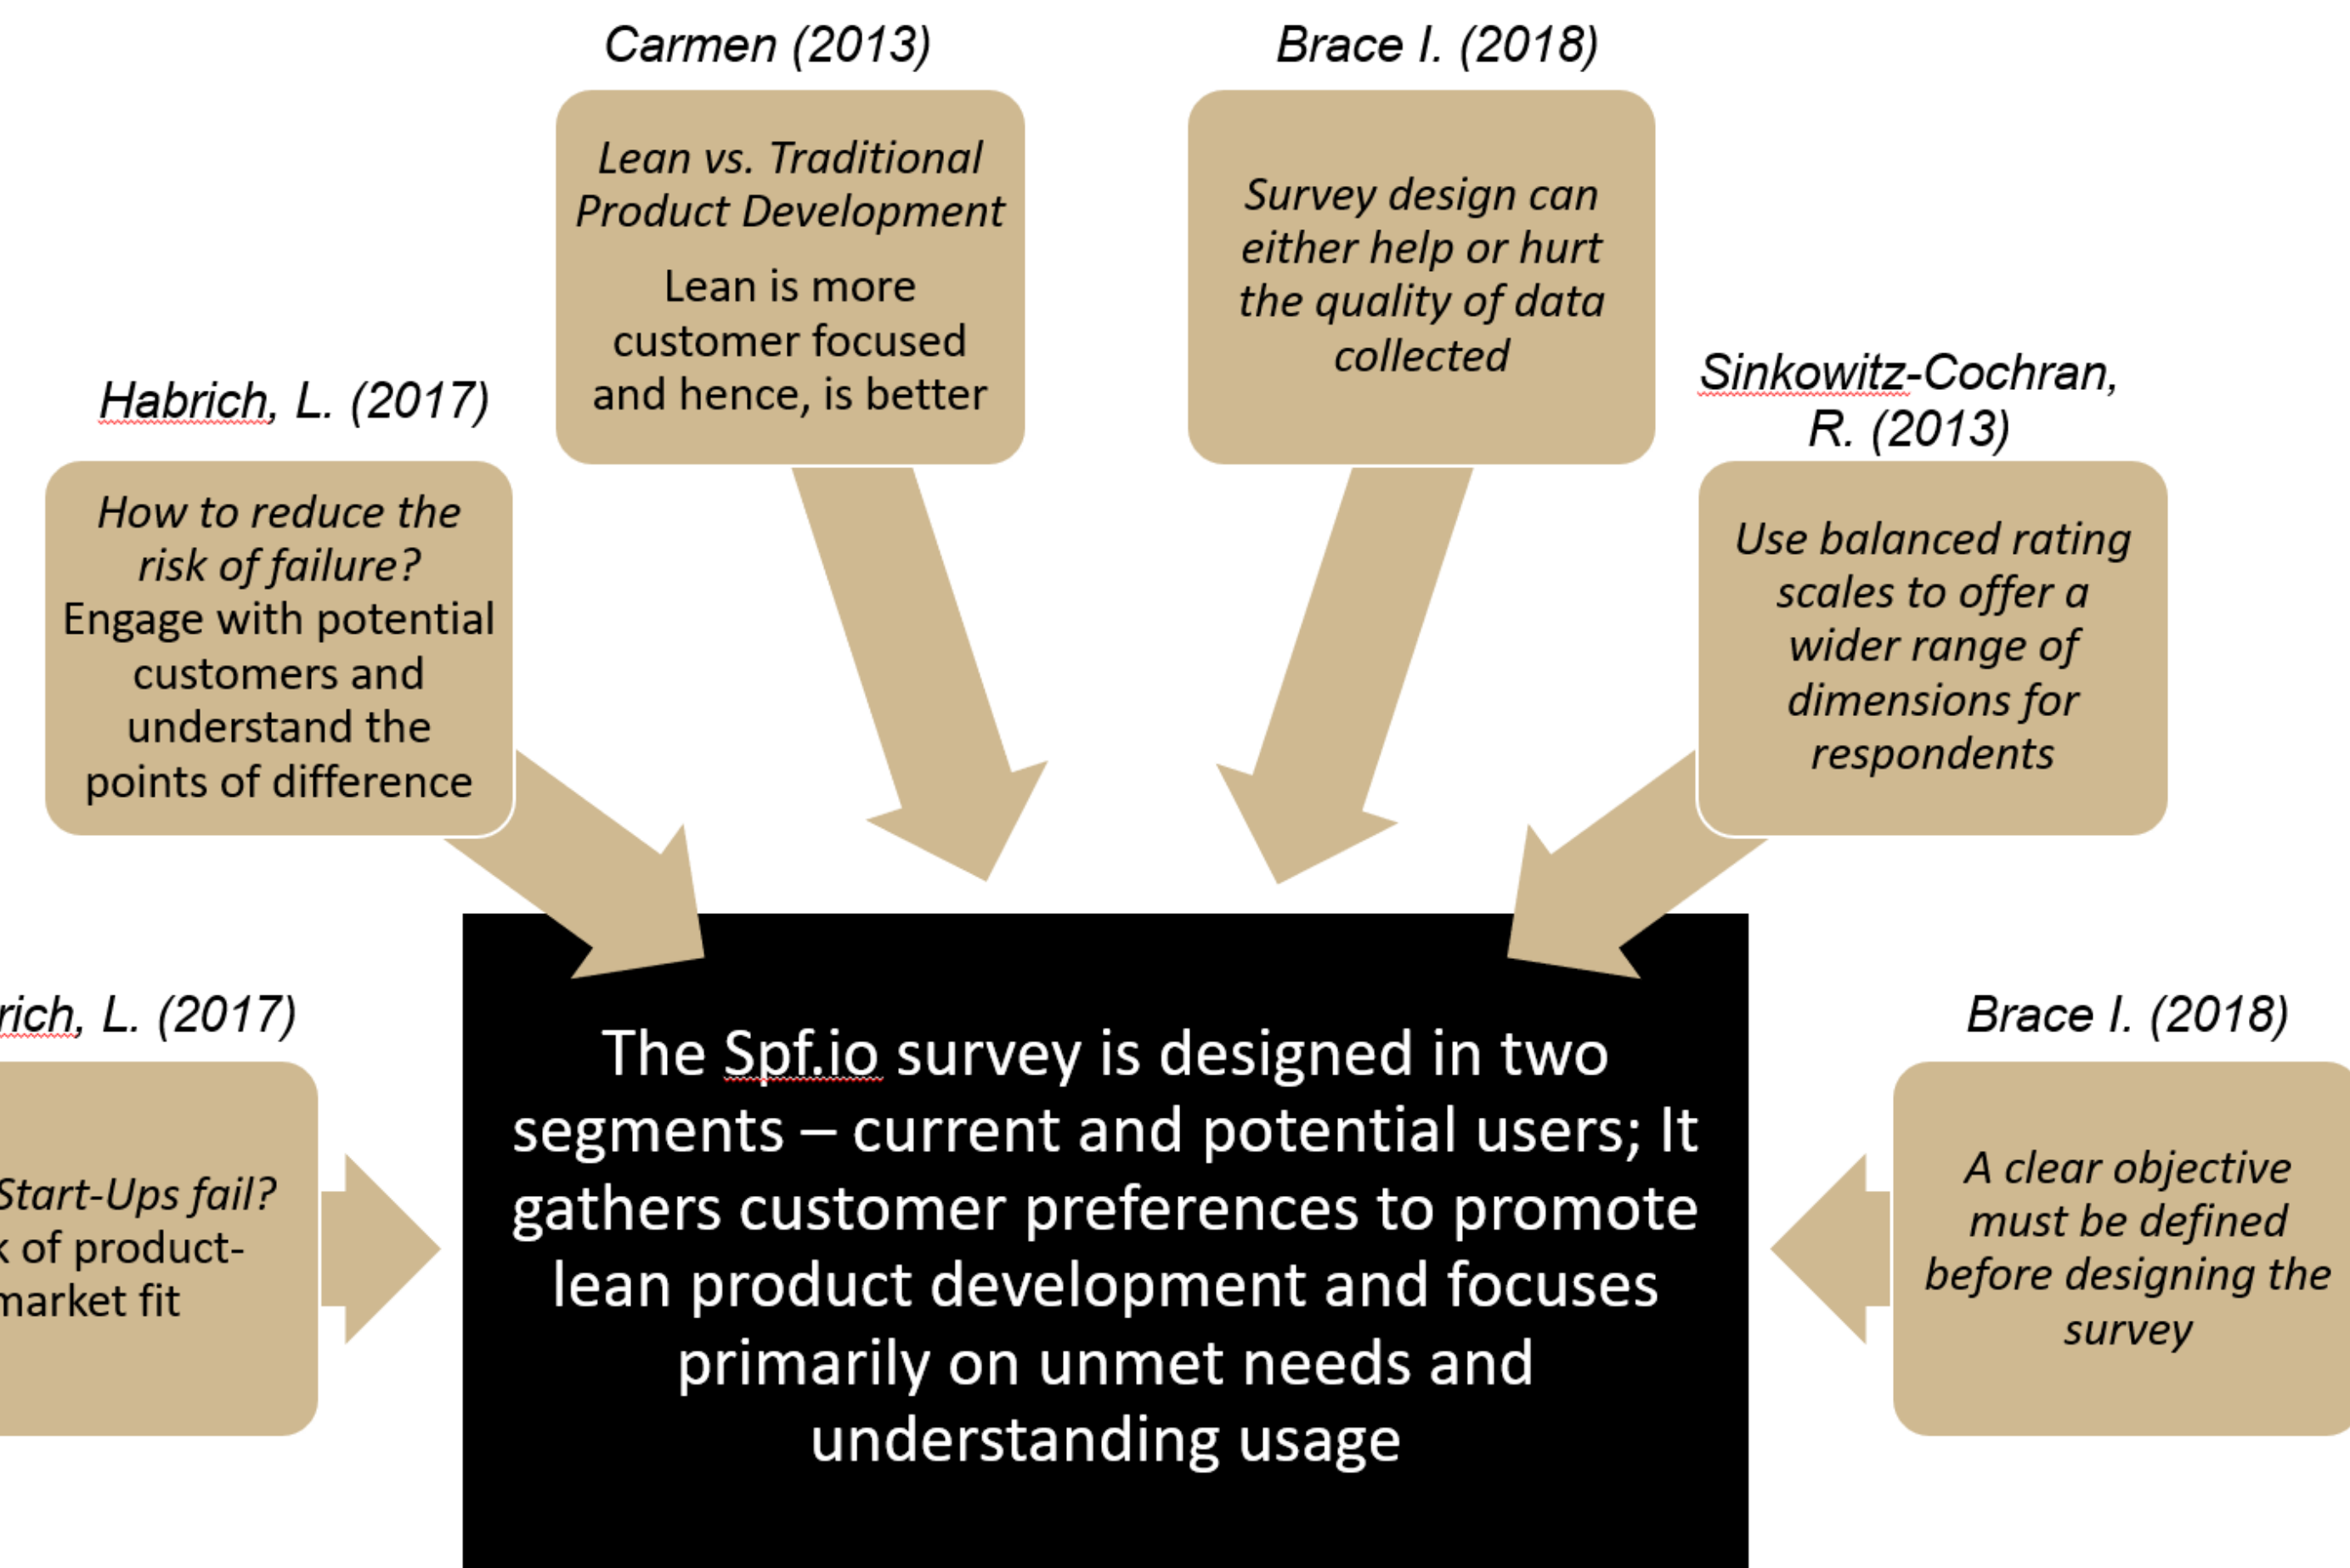 Carmen (2013)
Lean vs. Traditional
Product Development
Lean is more
customer focused
and hence, is better
Brace I. (2018)
Survey design can
either help or hurt
the quality of data
collected
Habrich, L. (2017)
How to reduce the
risk of failure?
Engage with potential
customers and
understand the
points of difference
Sinkowitz-Cochran,
R. (2013)
Use balanced rating
scales to offer a
wider range of
dimensions for
respondents
rich, L. (2017)
Start-Ups fail?
of product-
market fit
The Spf.io survey is designed in two
segments – current and potential users; It
gathers customer preferences to promote
lean product development and focuses
primarily on unmet needs and
understanding usage
Brace I. (2018)
A clear objective
must be defined
before designing the
survey